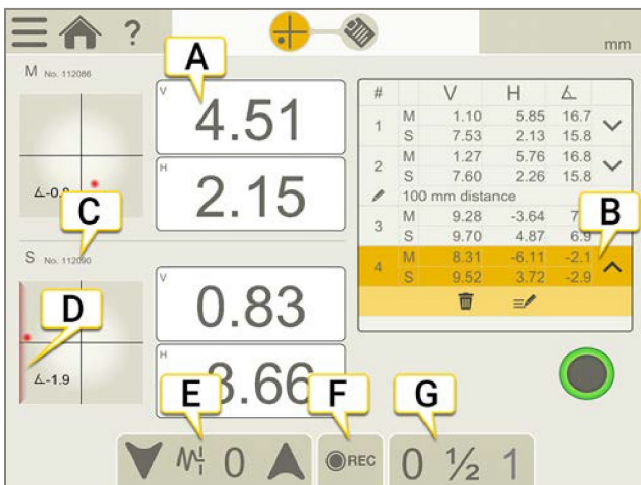 ?
mm
M No. 112086
A
V
4.51
H
2.15
∡-0.
C
S No. 112090
D
∡-1.9
V
0.83
H
3.66
# V H ∡
1 M 1.10 5.85 16.7
S 7.53 2.13 15.8
2 M 1.27 5.76 16.8
S 7.60 2.26 15.8
100 mm distance
3 M 9.28 -3.64 7.
S 9.70 4.87 6.9
B
4 M 8.31 -6.11 -2.1
S 9.52 3.72 -2.9
E
F
G
0
REC
0 ½ 1